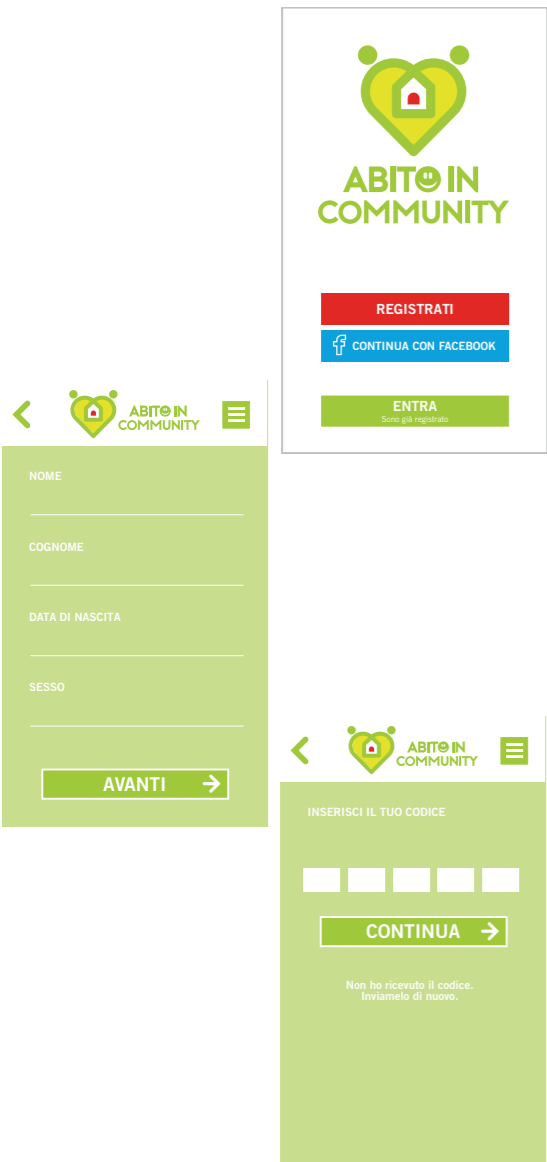 ABITO IN
COMMUNITY
REGISTRATI
CONTINUA CON FACEBOOK
ENTRA
Sono già registrato
ABITO IN
COMMUNITY
NOME
COGNOME
DATA DI NASCITA
SESSO
AVANTI
ABITO IN
COMMUNITY
INSERISCI IL TUO CODICE
CONTINUA
Non ho ricevuto il codice.
Inviamelo di nuovo.